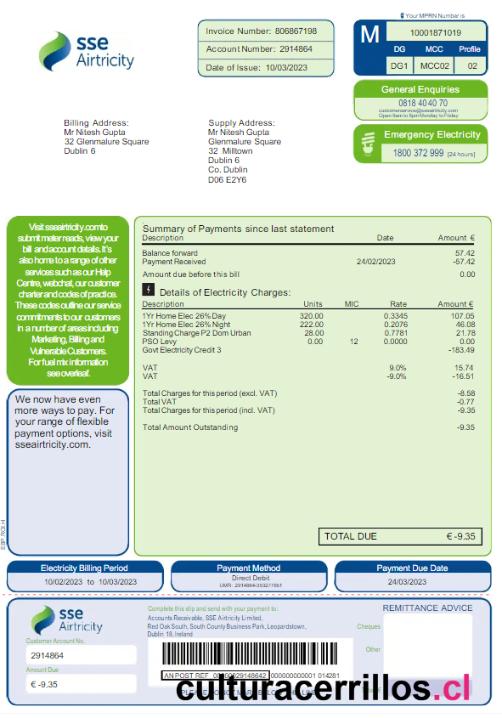 sse
Airtricity
Invoice Number: 806867198
Account Number: 2914864
Date of Issue: 10/03/2023
Your MPRN Number is
M
10001871019
DG MCC Profile
DG1 MCC02 02
General Enquiries
0818 40 40 70
customerservice@sseairtricity.com
Open 8am to 8pm Monday to Friday
Emergency Electricity
1800 372 999 [24 hours]
Billing Address:
Mr Nitesh Gupta
32 Glenmalure Square
Dublin 6
Supply Address:
Mr Nitesh Gupta
Glenmalure Square
32 Milltown
Dublin 6
Co. Dublin
D06 E2Y6
Visit sseairtricity.com to
submit meter reads, view your
bill and account details. It's
also home to a range of other
services such as our Help
Centre, webchat, our customer
charter and codes of practice.
These codes outline our service
commitments to our customers
in a number of areas including
Marketing, Billing and
Vulnerable Customers.
For fuel mix information
see overleaf.
We now have even
more ways to pay. For
your range of flexible
payment options, visit
sseairtricity.com.
Summary of Payments since last statement
Description Date Amount €
Balance forward 57.42
Payment Received 24/02/2023 -67.42
Amount due before this bill 0.00
Details of Electricity Charges:
Description Units MIC Rate Amount €
1Yr Home Elec 26% Day 320.00 0.3345 107.05
1Yr Home Elec 26% Night 222.00 0.2076 46.08
Standing Charge P2 Dom Urban 28.00 0.7781 21.78
PSO Levy 0.00 12 0.0000 0.00
Govt Electricity Credit 3 -183.49
VAT 9.0% 15.74
VAT -9.0% -16.51
Total Charges for this period (excl. VAT) -8.58
Total VAT -0.77
Total Charges for this period (incl. VAT) -9.35
Total Amount Outstanding -9.35
TOTAL DUE € -9.35
Electricity Billing Period
10/02/2023 to 10/03/2023
Payment Method
Direct Debit
Payment Due Date
24/03/2023
sse
Airtricity
Customer Account No.
2914864
Amount Due
€ -9.35
Complete this slip and send with your payment to:
Accounts Receivable, SSE Airtricity Limited,
Red Oak South, South County Business Park, Leopardstown,
Dublin 18, Ireland
AN POST REF
REMITTANCE ADVICE
Cheques
Other
culturacerrillos.cl